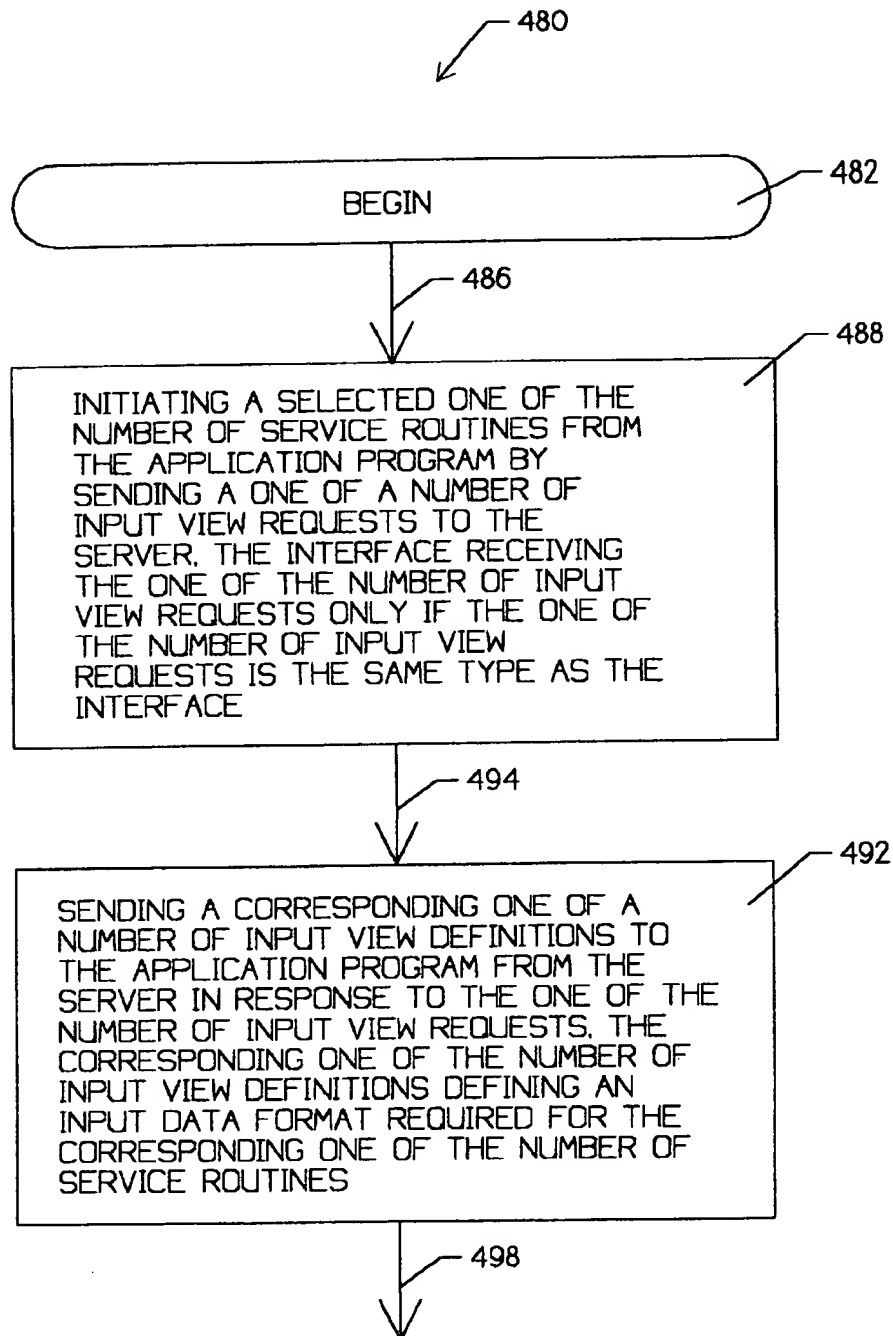 480
BEGIN
482
486
488
INITIATING A SELECTED ONE OF THE
NUMBER OF SERVICE ROUTINES FROM
THE APPLICATION PROGRAM BY
SENDING A ONE OF A NUMBER OF
INPUT VIEW REQUESTS TO THE
SERVER, THE INTERFACE RECEIVING
THE ONE OF THE NUMBER OF INPUT
VIEW REQUESTS ONLY IF THE ONE OF
THE NUMBER OF INPUT VIEW
REQUESTS IS THE SAME TYPE AS THE
INTERFACE
494
492
SENDING A CORRESPONDING ONE OF A
NUMBER OF INPUT VIEW DEFINITIONS TO
THE APPLICATION PROGRAM FROM THE
SERVER IN RESPONSE TO THE ONE OF THE
NUMBER OF INPUT VIEW REQUESTS, THE
CORRESPONDING ONE OF THE NUMBER OF
INPUT VIEW DEFINITIONS DEFINING AN
INPUT DATA FORMAT REQUIRED FOR THE
CORRESPONDING ONE OF THE NUMBER OF
SERVICE ROUTINES
498